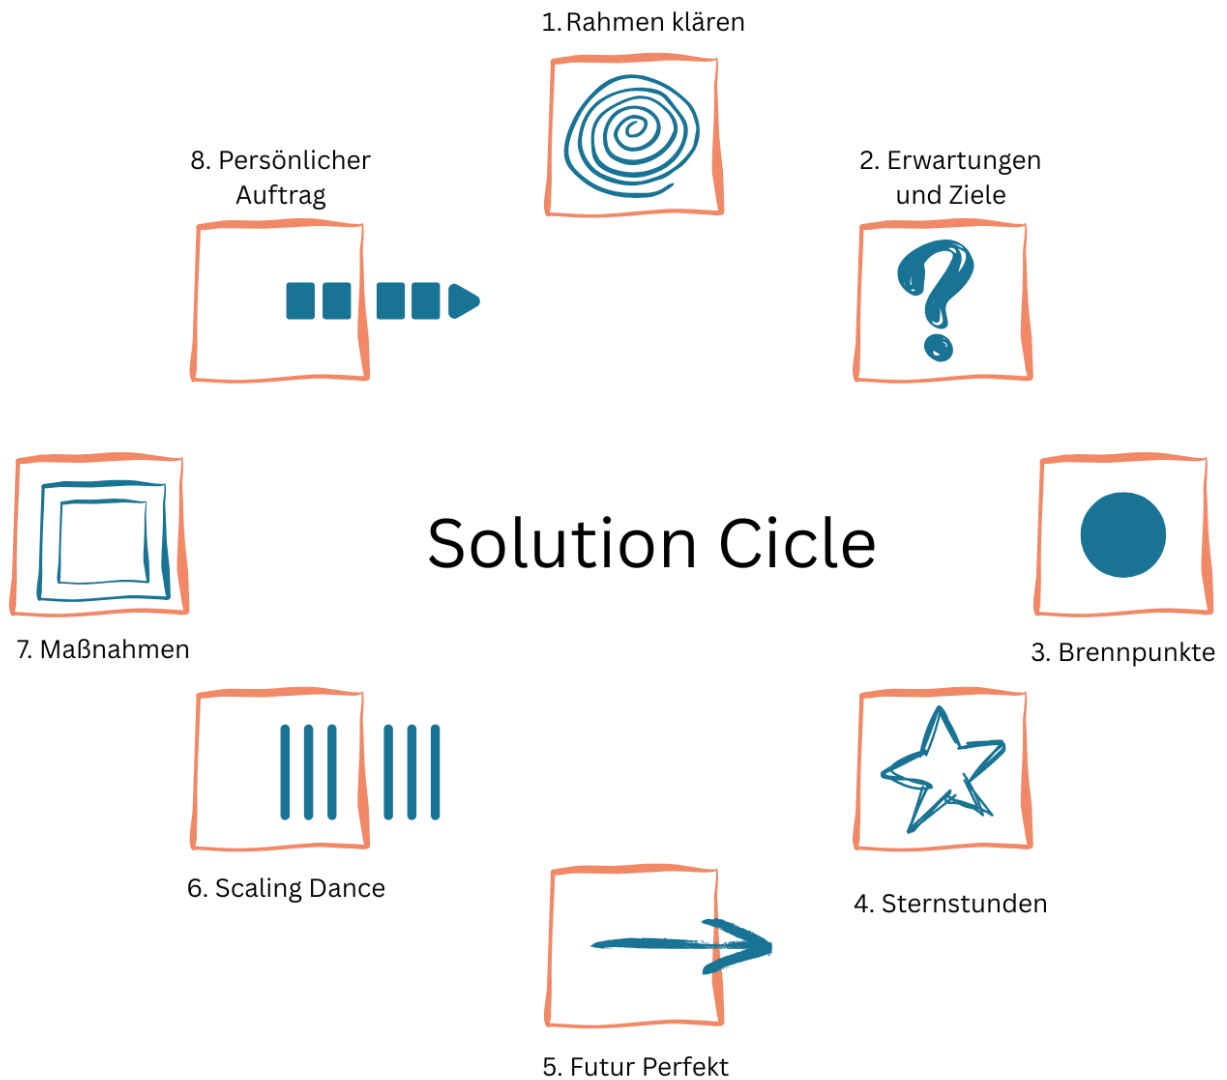 1. Rahmen klären
2. Erwartungen
und Ziele
3. Brennpunkte
4. Sternstunden
5. Futur Perfekt
6. Scaling Dance
7. Maßnahmen
8. Persönlicher
Auftrag
Solution Cicle